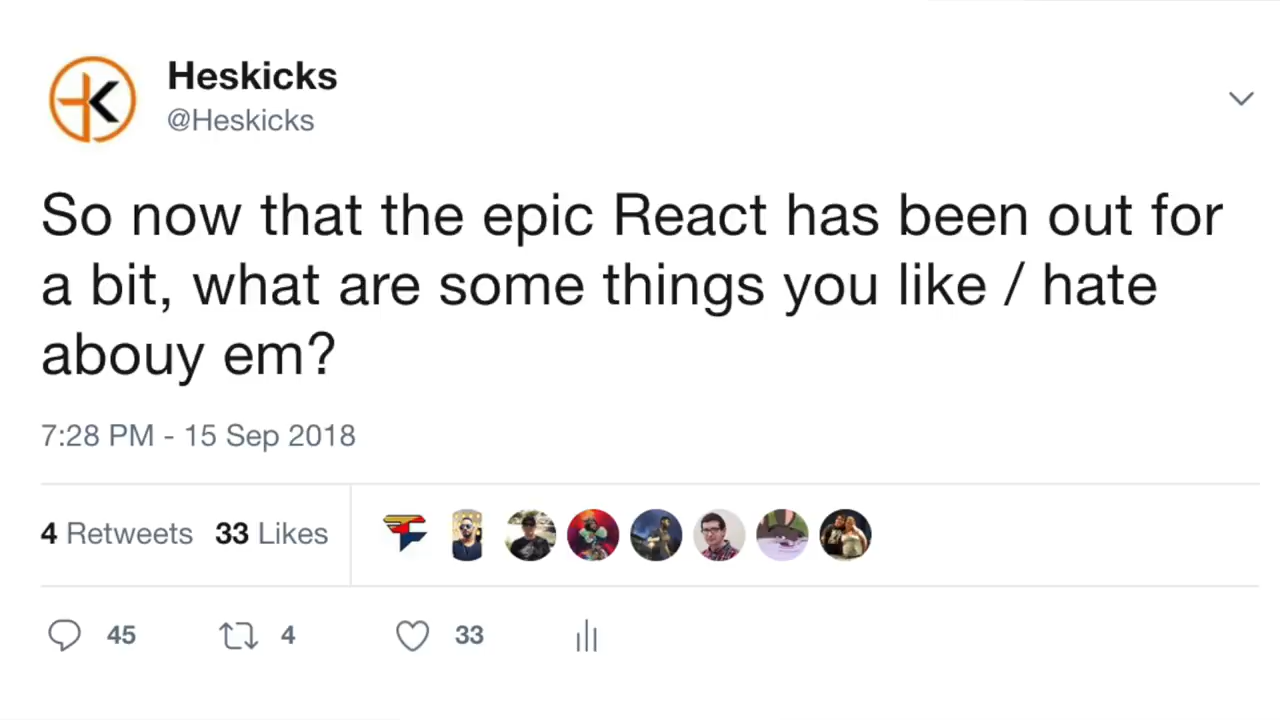 Heskicks
@Heskicks
So now that the epic React has been out for
a bit, what are some things you like / hate
abouy em?
7:28 PM - 15 Sep 2018
4 Retweets 33 Likes
45 4 33